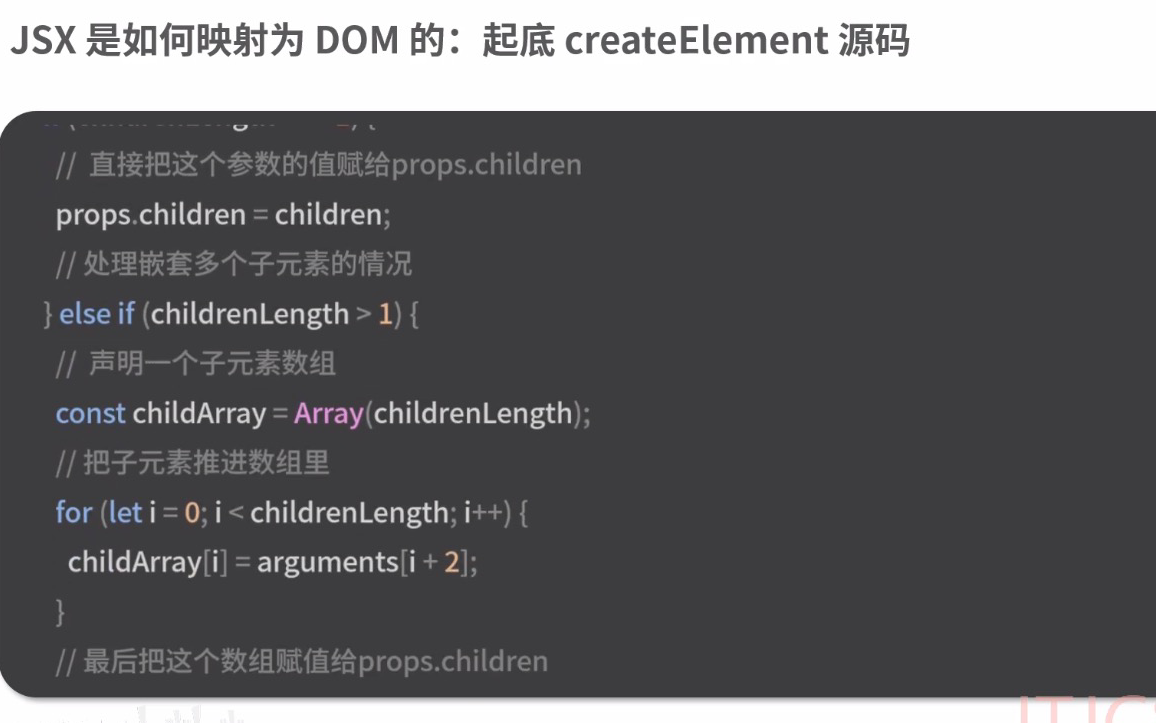 JSX 是如何映射为 DOM 的：起底 createElement 源码
// 直接把这个参数的值赋给props.children
props.children = children;
// 处理嵌套多个子元素的情况
} else if (childrenLength > 1) {
// 声明一个子元素数组
const childArray = Array(childrenLength);
// 把子元素推进数组里
for (let i = 0; i < childrenLength; i++) {
childArray[i] = arguments[i + 2];
}
// 最后把这个数组赋值给props.children